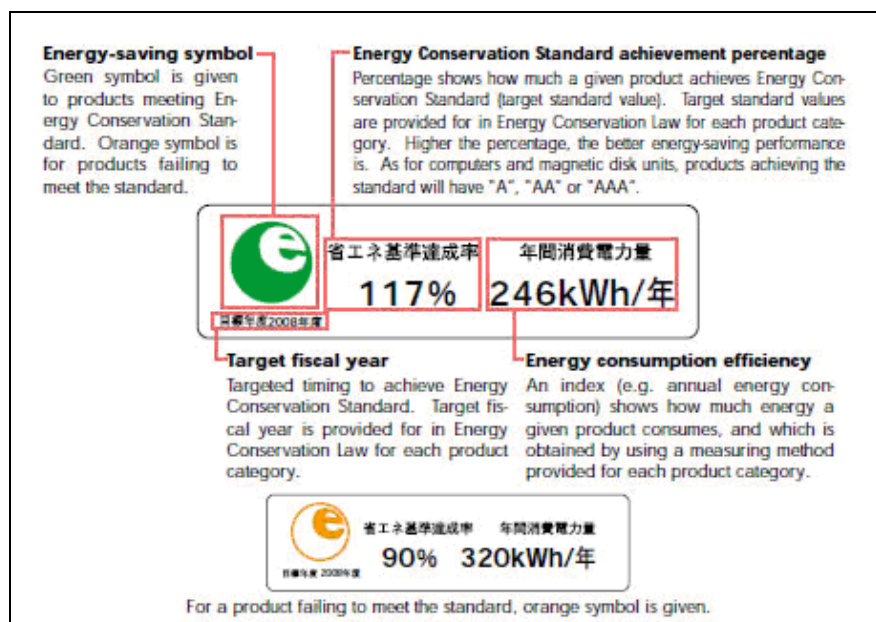 Energy-saving symbol
Green symbol is given
to products meeting En-
ergy Conservation Stan-
dard. Orange symbol is
for products failing to
meet the standard.
Energy Conservation Standard achievement percentage
Percentage shows how much a given product achieves Energy Con-
servation Standard (target standard value). Target standard values
are provided for in Energy Conservation Law for each product cate-
gory. Higher the percentage, the better energy-saving performance
is. As for computers and magnetic disk units, products achieving the
standard will have "A", "AA" or "AAA".
e
省エネ基準達成率
117%
年間消費電力量
246kWh/年
目標年度2008年度
Target fiscal year
Targeted timing to achieve Energy
Conservation Standard. Target fis-
cal year is provided for in Energy
Conservation Law for each product
category.
Energy consumption efficiency
An index (e.g. annual energy con-
sumption) shows how much energy a
given product consumes, and which is
obtained by using a measuring method
provided for each product category.
e
省エネ基準達成率
90%
年間消費電力量
320kWh/年
目標年度 2008年度
For a product failing to meet the standard, orange symbol is given.